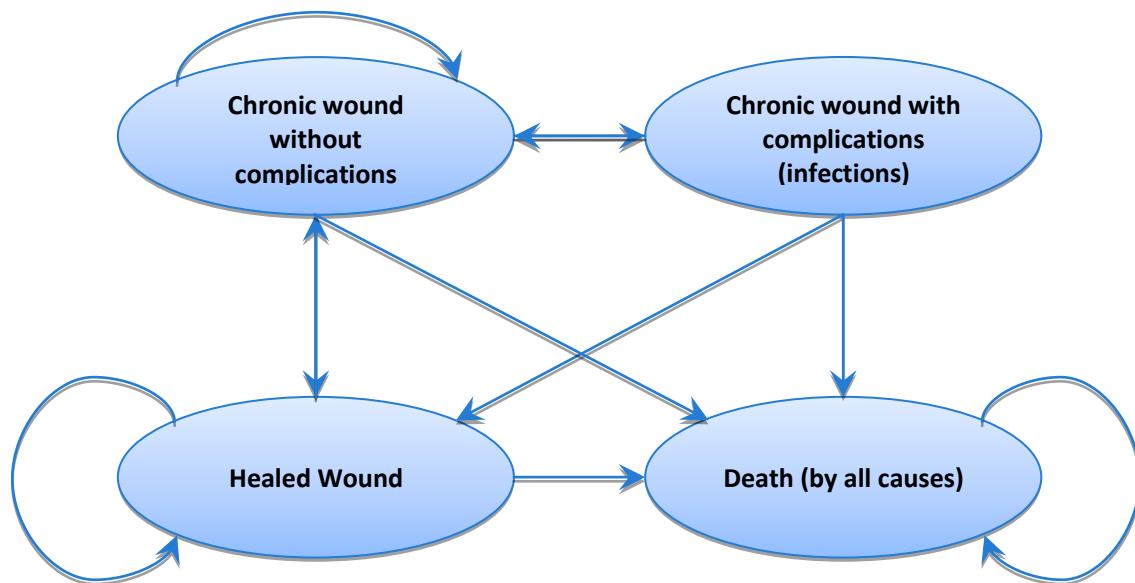 Chronic wound
without
complications
Chronic wound with
complications
(infections)
Healed Wound
Death (by all causes)